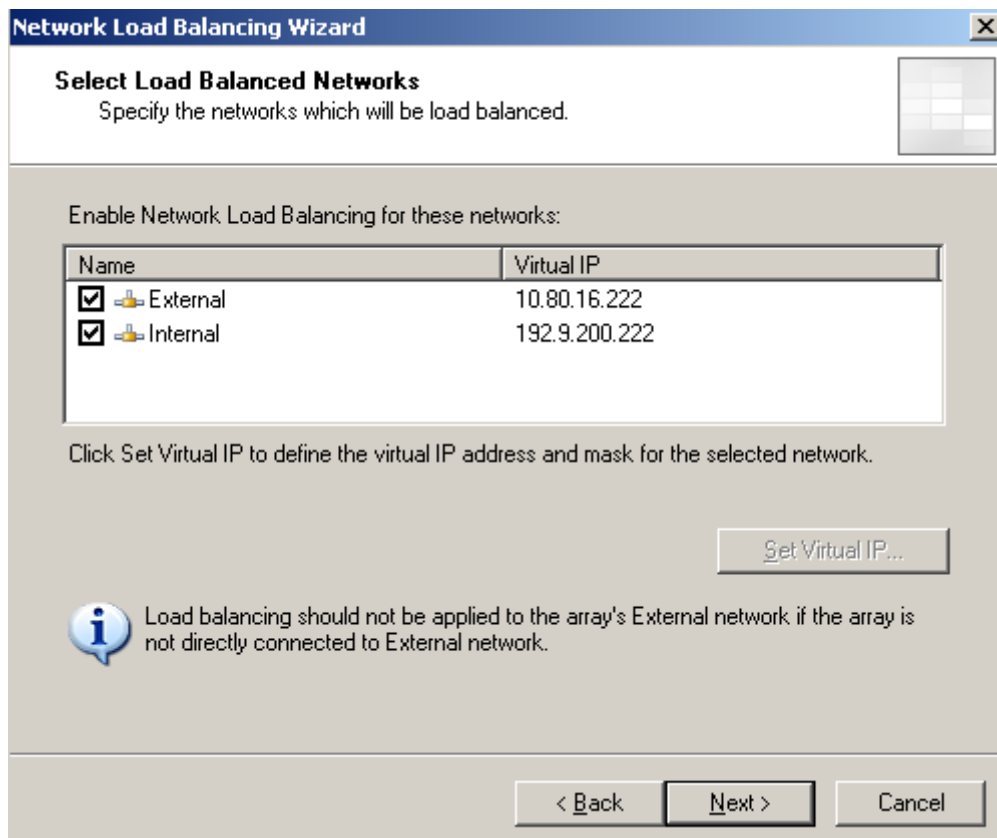 Network Load Balancing Wizard
Select Load Balanced Networks
Specify the networks which will be load balanced.
Enable Network Load Balancing for these networks:
Name Virtual IP
External 10.80.16.222
Internal 192.9.200.222
Click Set Virtual IP to define the virtual IP address and mask for the selected network.
Set Virtual IP...
Load balancing should not be applied to the array's External network if the array is
not directly connected to External network.
< Back Next > Cancel